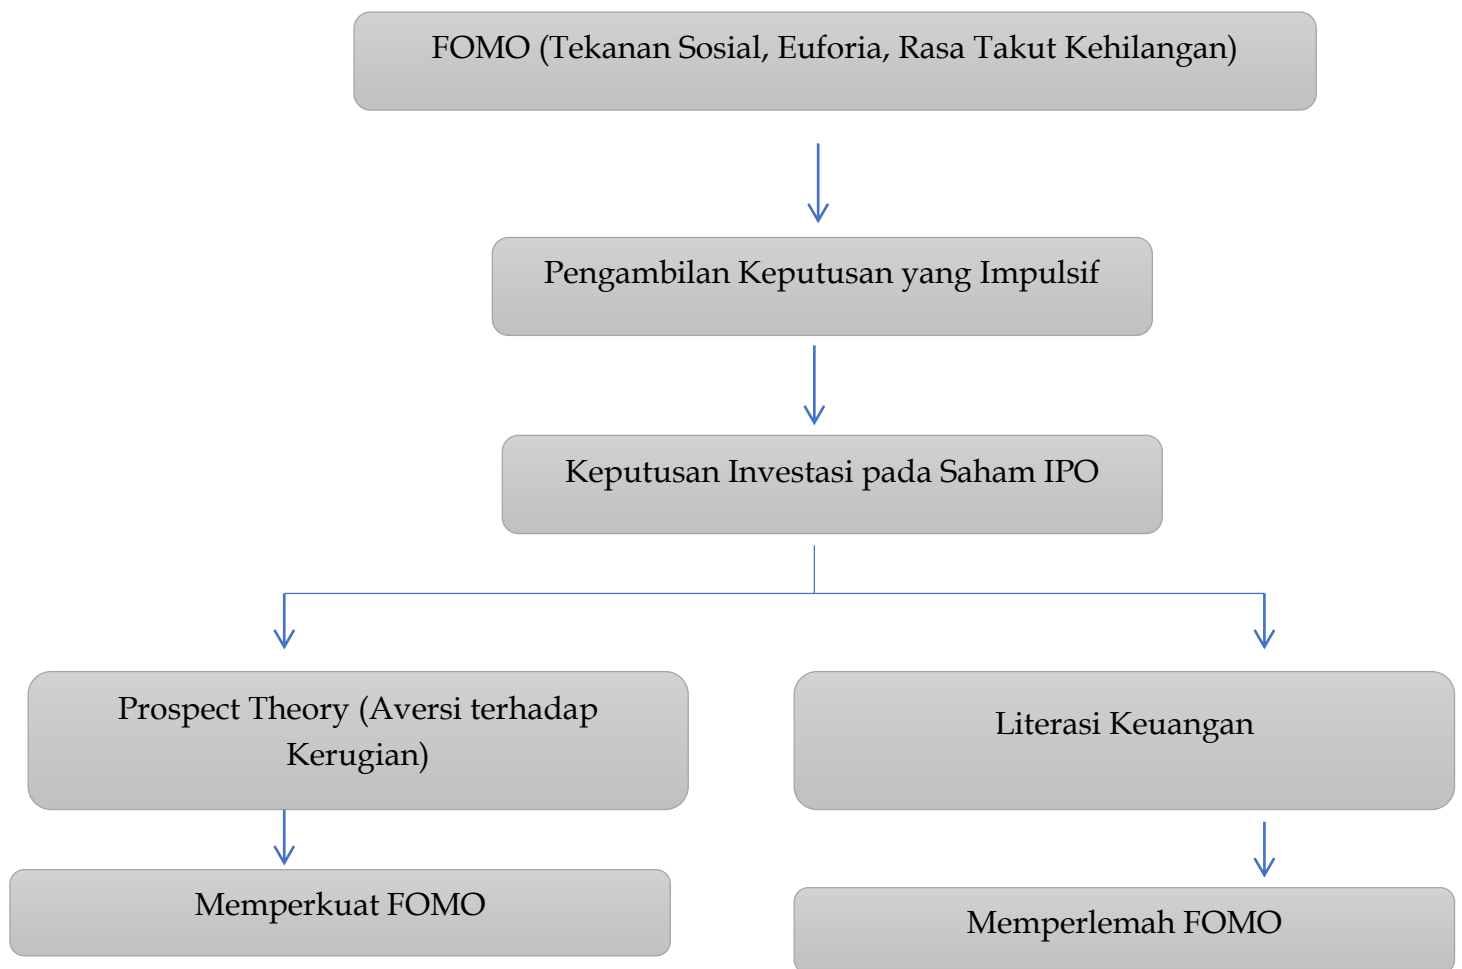 FOMO (Tekanan Sosial, Euforia, Rasa Takut Kehilangan)
Pengambilan Keputusan yang Impulsif
Keputusan Investasi pada Saham IPO
Prospect Theory (Aversi terhadap
Kerugian)
Literasi Keuangan
Memperkuat FOMO
Memperlemah FOMO